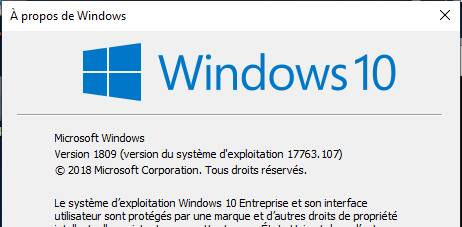 À propos de Windows
Windows 10
Microsoft Windows
Version 1809 (version du système d'exploitation 17763.107)
© 2018 Microsoft Corporation. Tous droits réservés.
Le système d’exploitation Windows 10 Entreprise et son interface
utilisateur sont protégés par une marque et d’autres droits de propriété